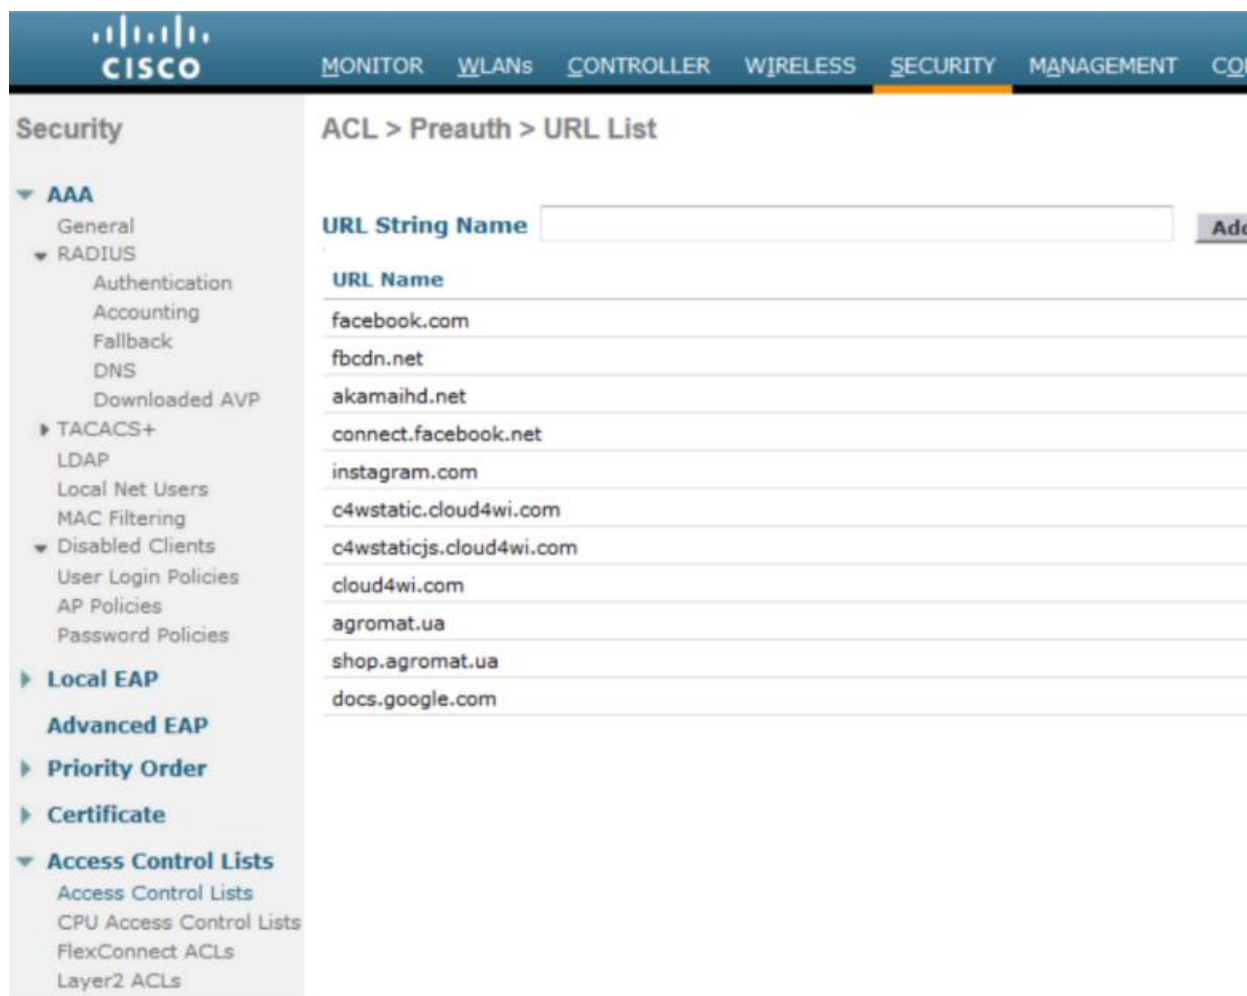 CISCO
MONITOR WLANs CONTROLLER WIRELESS SECURITY MANAGEMENT
Security
AAA
General
RADIUS
Authentication
Accounting
Fallback
DNS
Downloaded AVP
TACACS+
LDAP
Local Net Users
MAC Filtering
Disabled Clients
User Login Policies
AP Policies
Password Policies
Local EAP
Advanced EAP
Priority Order
Certificate
Access Control Lists
Access Control Lists
CPU Access Control Lists
FlexConnect ACLs
Layer2 ACLs
ACL > Preauth > URL List
URL String Name
URL Name
facebook.com
fbcdn.net
akamaihd.net
connect.facebook.net
instagram.com
c4wstatic.cloud4wi.com
c4wstaticjs.cloud4wi.com
cloud4wi.com
agromat.ua
shop.agromat.ua
docs.google.com